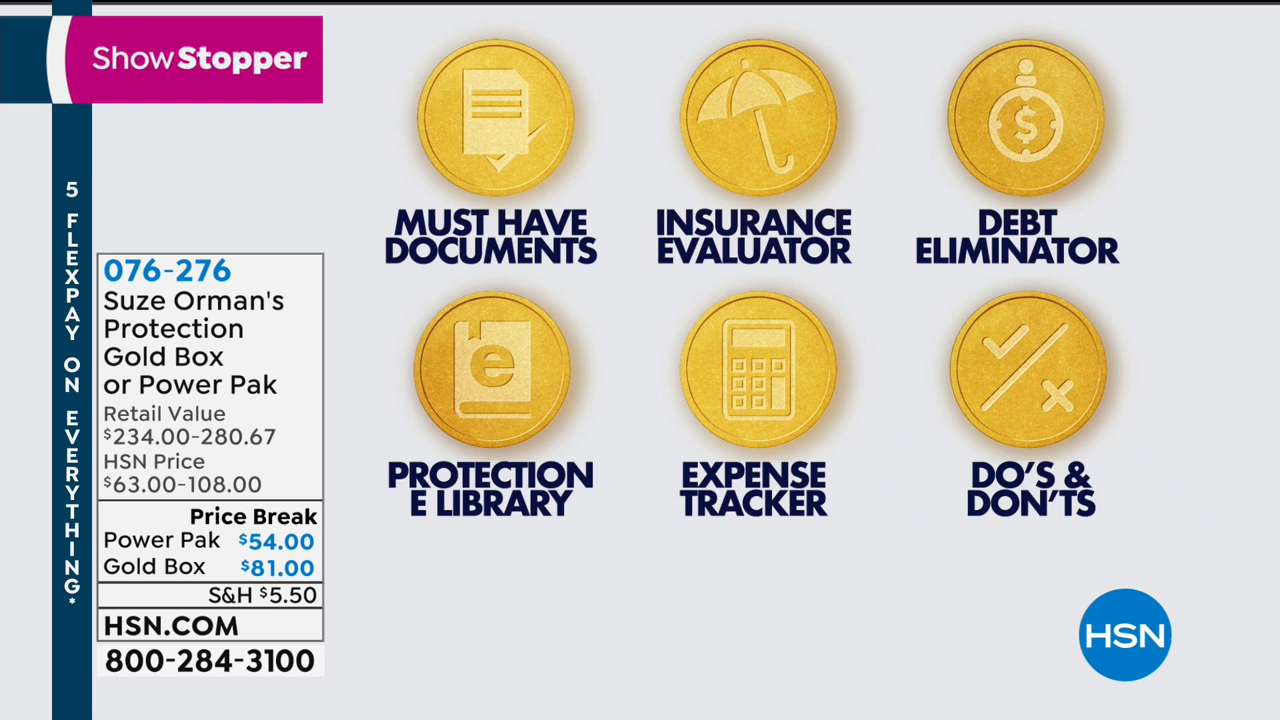 ShowStopper
5 FLEXPAY ON EVERYTHING*
076-276
Suze Orman's
Protection
Gold Box
or Power Pak
Retail Value
$234.00-280.67
HSN Price
$63.00-108.00
Price Break
Power Pak $54.00
Gold Box $81.00
S&H $5.50
HSN.COM
800-284-3100
$
MUST HAVE
DOCUMENTS
INSURANCE
EVALUATOR
DEBT
ELIMINATOR
e
PROTECTION
E LIBRARY
EXPENSE
TRACKER
DO'S &
DON'TS
HSN